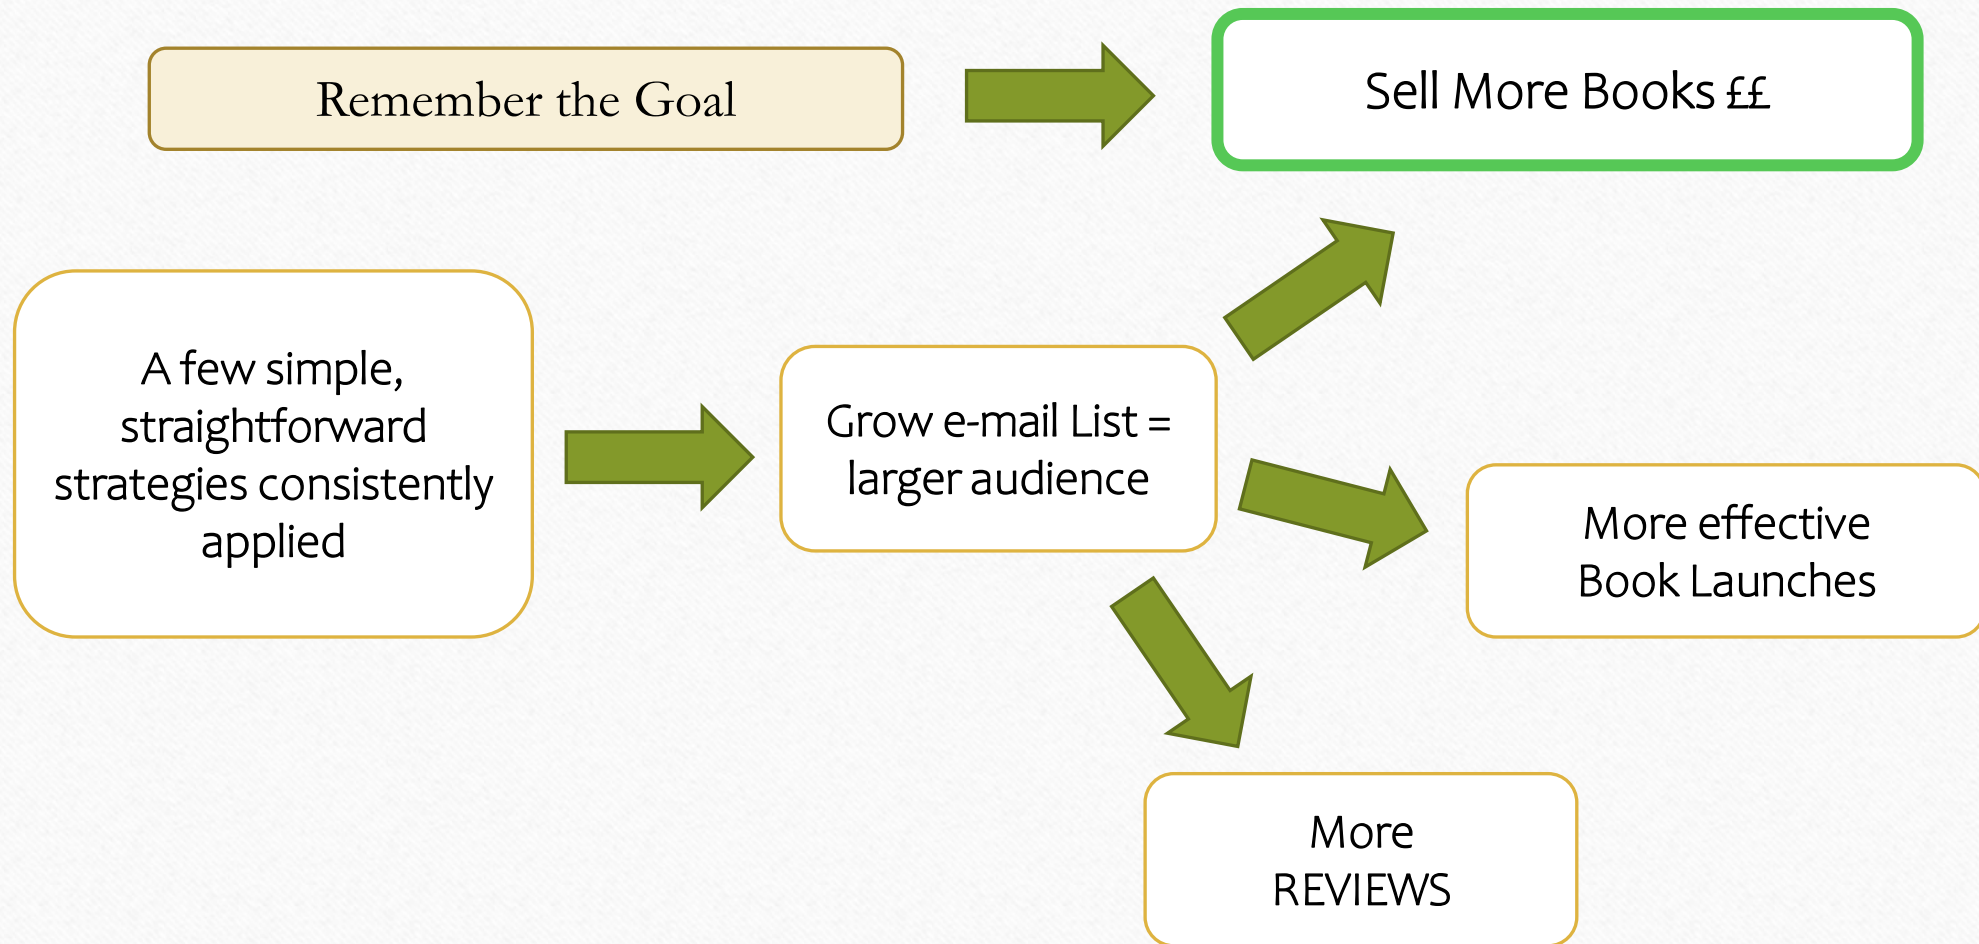 Remember the Goal
Sell More Books ££
A few simple,
straightforward
strategies consistently
applied
Grow e-mail List =
larger audience
More effective
Book Launches
More
REVIEWS